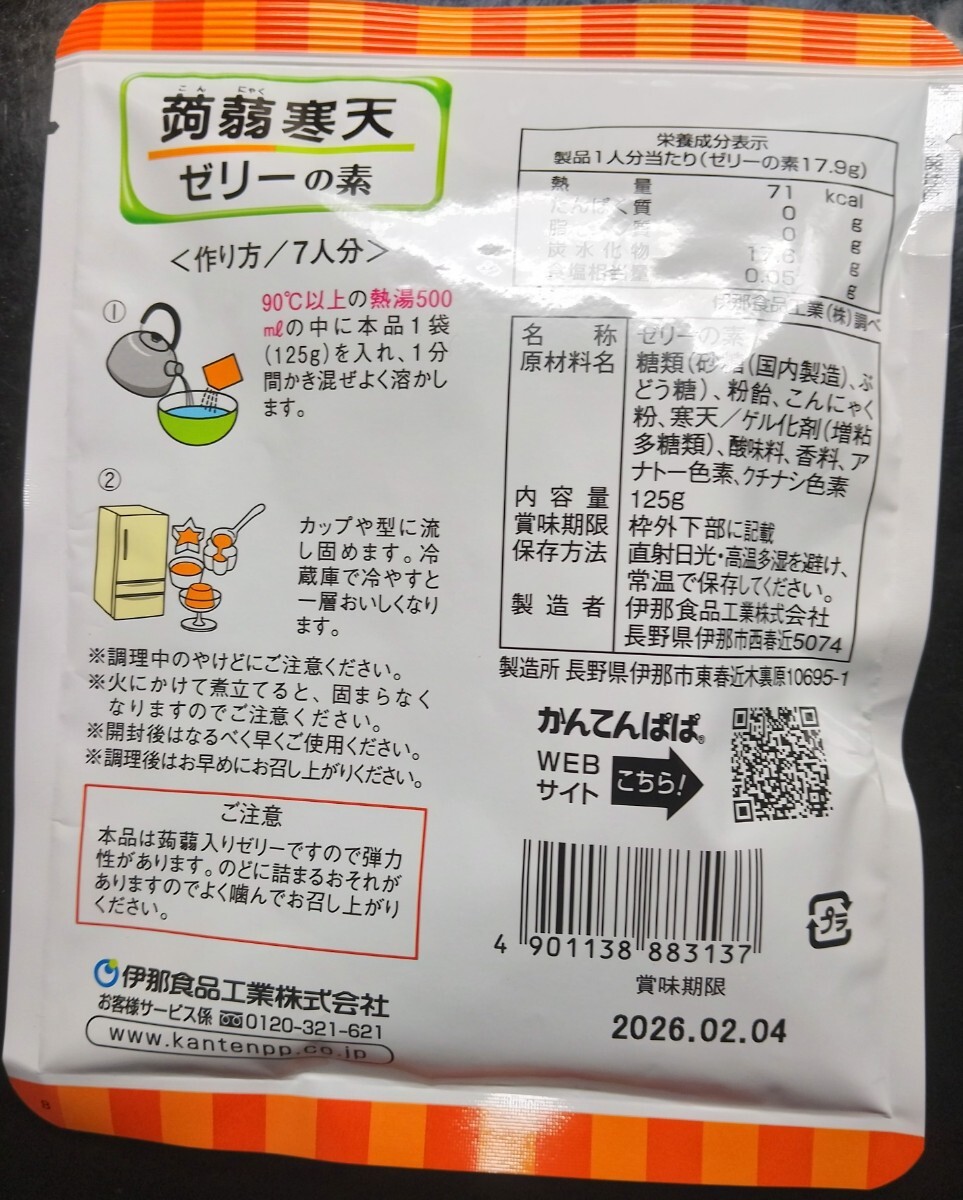 こん にゃく
蒟蒻寒天
ゼリーの素
<作り方/7人分>
①
90℃以上の熱湯500
mlの中に本品1袋
(125g)を入れ、1分
間かき混ぜよく溶かし
ます。
②
カップや型に流
し固めます。冷
蔵庫で冷やすと
一層おいしくなり
ます。
※調理中のやけどにご注意ください。
※火にかけて煮立てると、固まらなく
なりますのでご注意ください。
※開封後はなるべく早くご使用ください。
※調理後はお早めにお召し上がりください。
ご注意
本品は蒟蒻入りゼリーですので弾力
性があります。のどに詰まるおそれが
ありますのでよく噛んでお召し上がり
ください。
伊那食品工業株式会社
お客様サービス係 0120-321-621
www.kantenpp.co.jp
8
栄養成分表示
製品1人分当たり(ゼリーの素17.9g)
熱量 71 kcal
たんぱく質 0 g
脂質 0 g
炭水化物 17.6 g
食塩相当量 0.05 g
伊那食品工業(株)調べ
名称 ゼリーの素
原材料名 糖類(砂糖(国内製造)、ぶ
どう糖)、粉飴、こんにゃく
粉、寒天/ゲル化剤(増粘
多糖類)、酸味料、香料、ア
ナトー色素、クチナシ色素
内容量 125g
賞味期限 枠外下部に記載
保存方法 直射日光・高温多湿を避け、
常温で保存してください。
製造者 伊那食品工業株式会社
長野県伊那市西春近5074
製造所 長野県伊那市東春近木裏原10695-1
かんてんぱぱ®
WEB
サイト
こちら!
4 901138 883137
プラ
賞味期限
2026.02.04